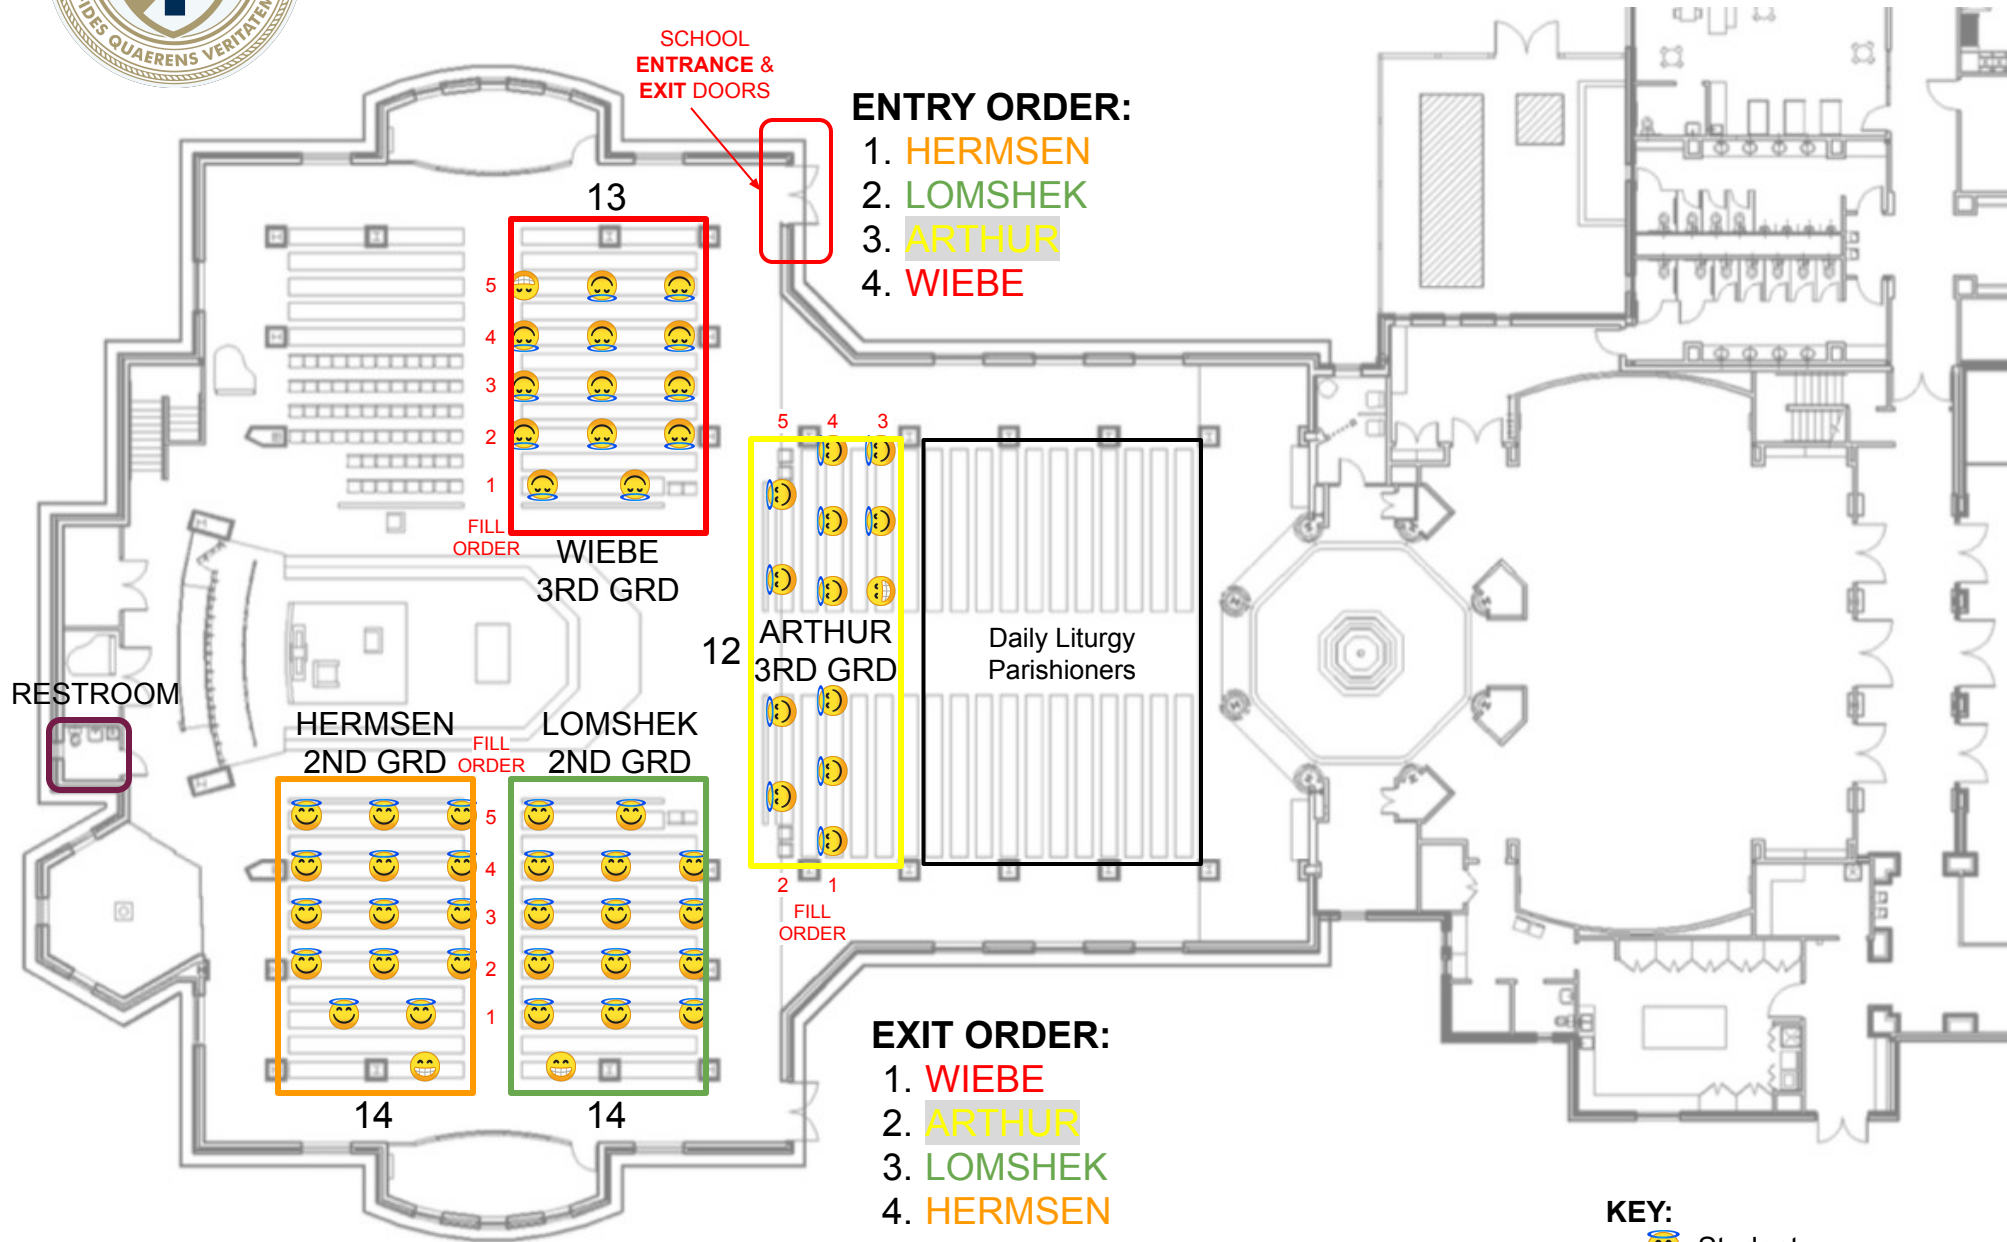 FIDES QUAERENS VERITATEM
SCHOOL
ENTRANCE &
EXIT DOORS
ENTRY ORDER:
1. HERMSEN
2. LOMSHEK
3. ARTHUR
4. WIEBE
13
5
4
3
2
1
FILL
ORDER
WIEBE
3RD GRD
5 4 3
12
ARTHUR
3RD GRD
Daily Liturgy
Parishioners
2 1
FILL
ORDER
RESTROOM
HERMSEN
2ND GRD
FILL
ORDER
LOMSHEK
2ND GRD
5
4
3
2
1
14
14
EXIT ORDER:
1. WIEBE
2. ARTHUR
3. LOMSHEK
4. HERMSEN
KEY: